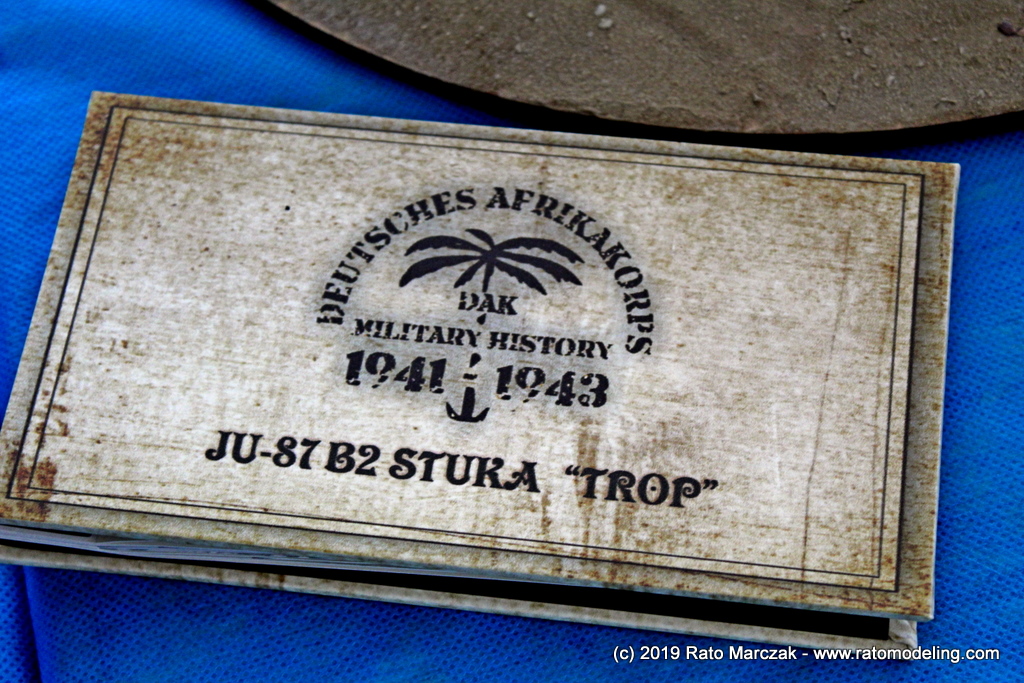 DEUTSCHES AFRIKAKORPS
DAK
MILITARY HISTORY
1941 - 1943
JU-87 B2 STUKA "TROP"
(c) 2019 Rato Marczak - www.ratomodeling.com